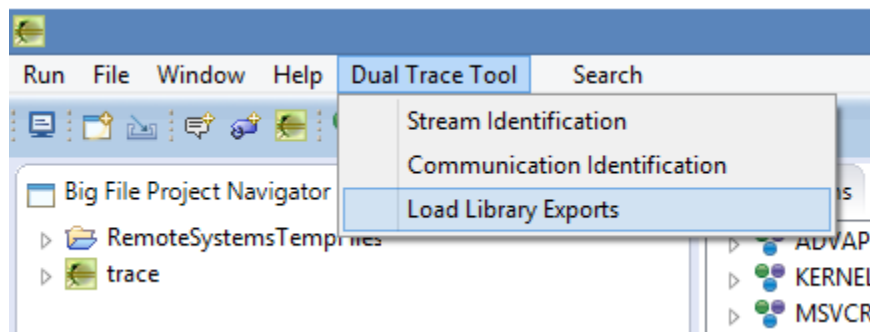 Run File Window Help Dual Trace Tool Search
Stream Identification
Communication Identification
Load Library Exports
Big File Project Navigator
RemoteSystemsTempFiles
trace
ADVAP
KERNEL
MSVCR